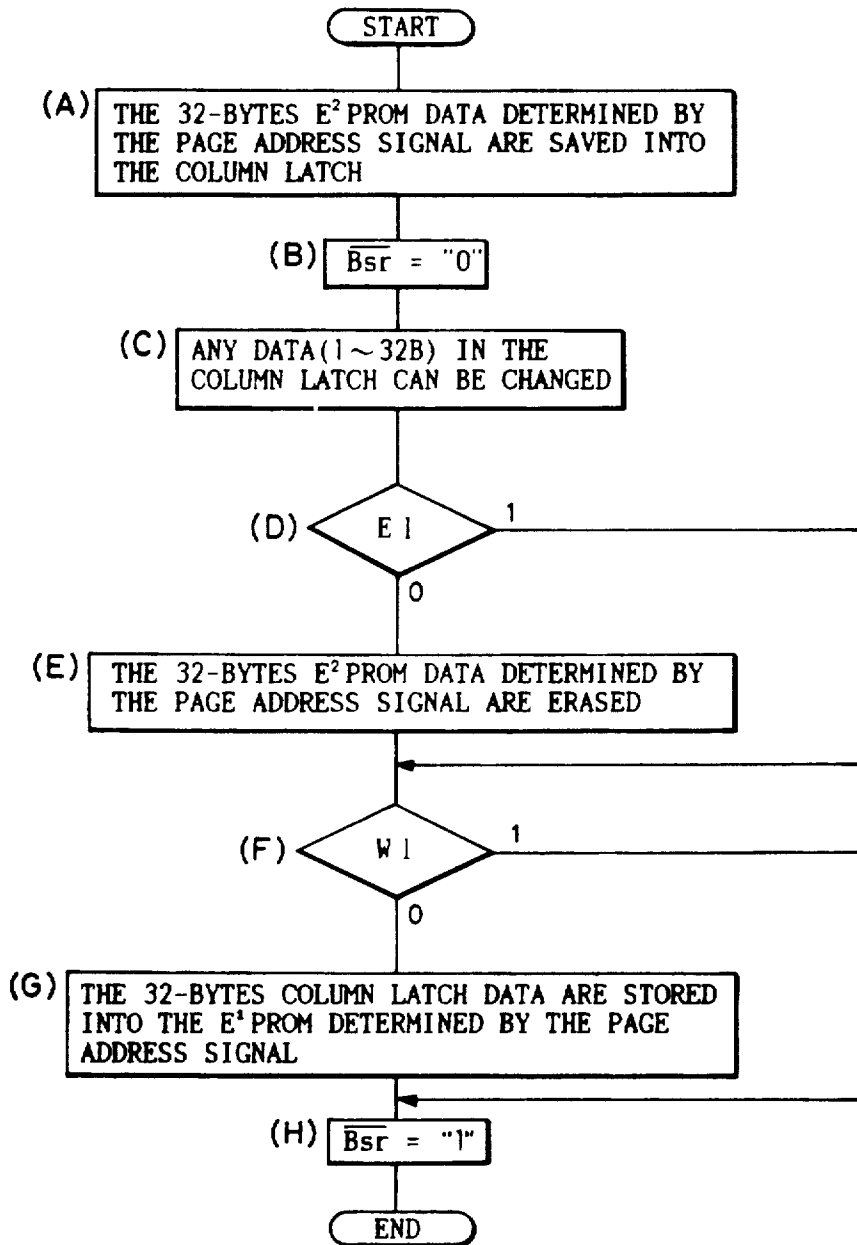 START
(A) THE 32-BYTES E² PROM DATA DETERMINED BY
THE PAGE ADDRESS SIGNAL ARE SAVED INTO
THE COLUMN LATCH
(B) B̅s̅r̅ = "0"
(C) ANY DATA(1~32B) IN THE
COLUMN LATCH CAN BE CHANGED
(D) E1 1
0
(E) THE 32-BYTES E² PROM DATA DETERMINED BY
THE PAGE ADDRESS SIGNAL ARE ERASED
(F) W1 1
0
(G) THE 32-BYTES COLUMN LATCH DATA ARE STORED
INTO THE E¹ PROM DETERMINED BY THE PAGE
ADDRESS SIGNAL
(H) B̅s̅r̅ = "1"
END